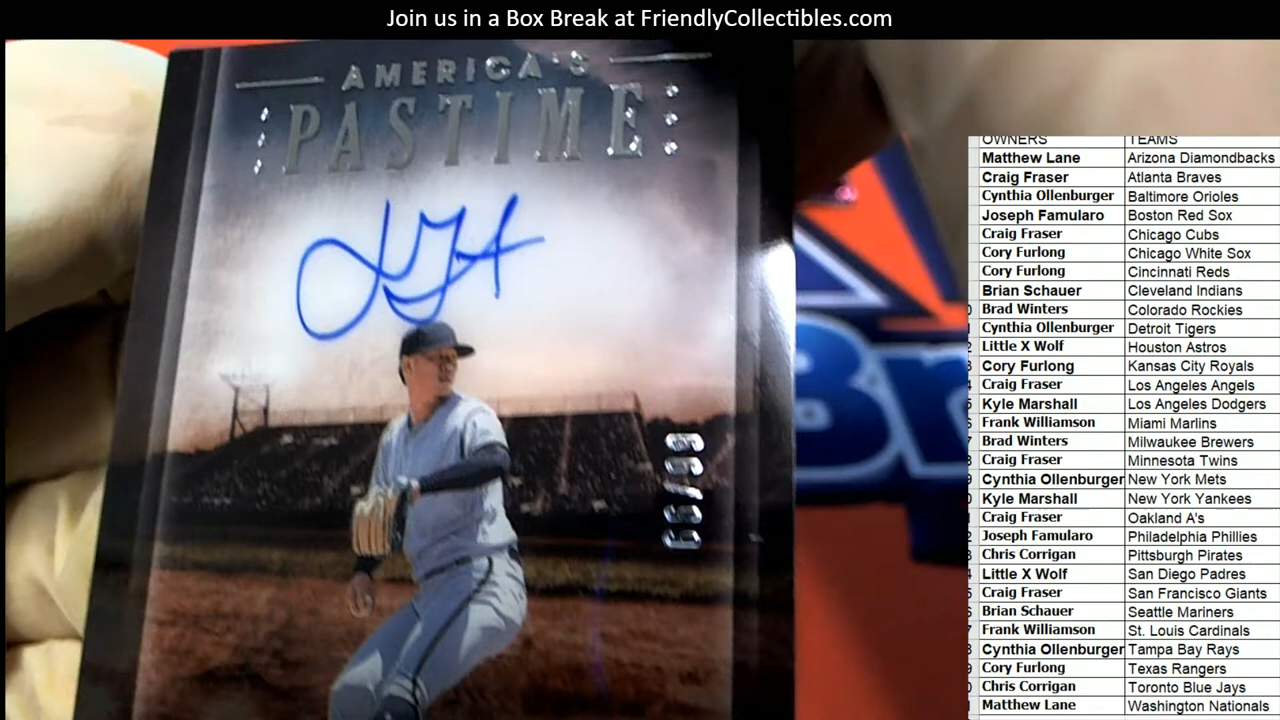 Join us in a Box Break at FriendlyCollectibles.com
AMERICA'S
PASTIME
66/99
OWNERS TEAMS
Matthew Lane Arizona Diamondbacks
Craig Fraser Atlanta Braves
Cynthia Ollenburger Baltimore Orioles
Joseph Famularo Boston Red Sox
Craig Fraser Chicago Cubs
Cory Furlong Chicago White Sox
Cory Furlong Cincinnati Reds
Brian Schauer Cleveland Indians
Brad Winters Colorado Rockies
Cynthia Ollenburger Detroit Tigers
Little X Wolf Houston Astros
Cory Furlong Kansas City Royals
Craig Fraser Los Angeles Angels
Kyle Marshall Los Angeles Dodgers
Frank Williamson Miami Marlins
Brad Winters Milwaukee Brewers
Craig Fraser Minnesota Twins
Cynthia Ollenburger New York Mets
Kyle Marshall New York Yankees
Craig Fraser Oakland A's
Joseph Famularo Philadelphia Phillies
Chris Corrigan Pittsburgh Pirates
Little X Wolf San Diego Padres
Craig Fraser San Francisco Giants
Brian Schauer Seattle Mariners
Frank Williamson St. Louis Cardinals
Cynthia Ollenburger Tampa Bay Rays
Cory Furlong Texas Rangers
Chris Corrigan Toronto Blue Jays
Matthew Lane Washington Nationals